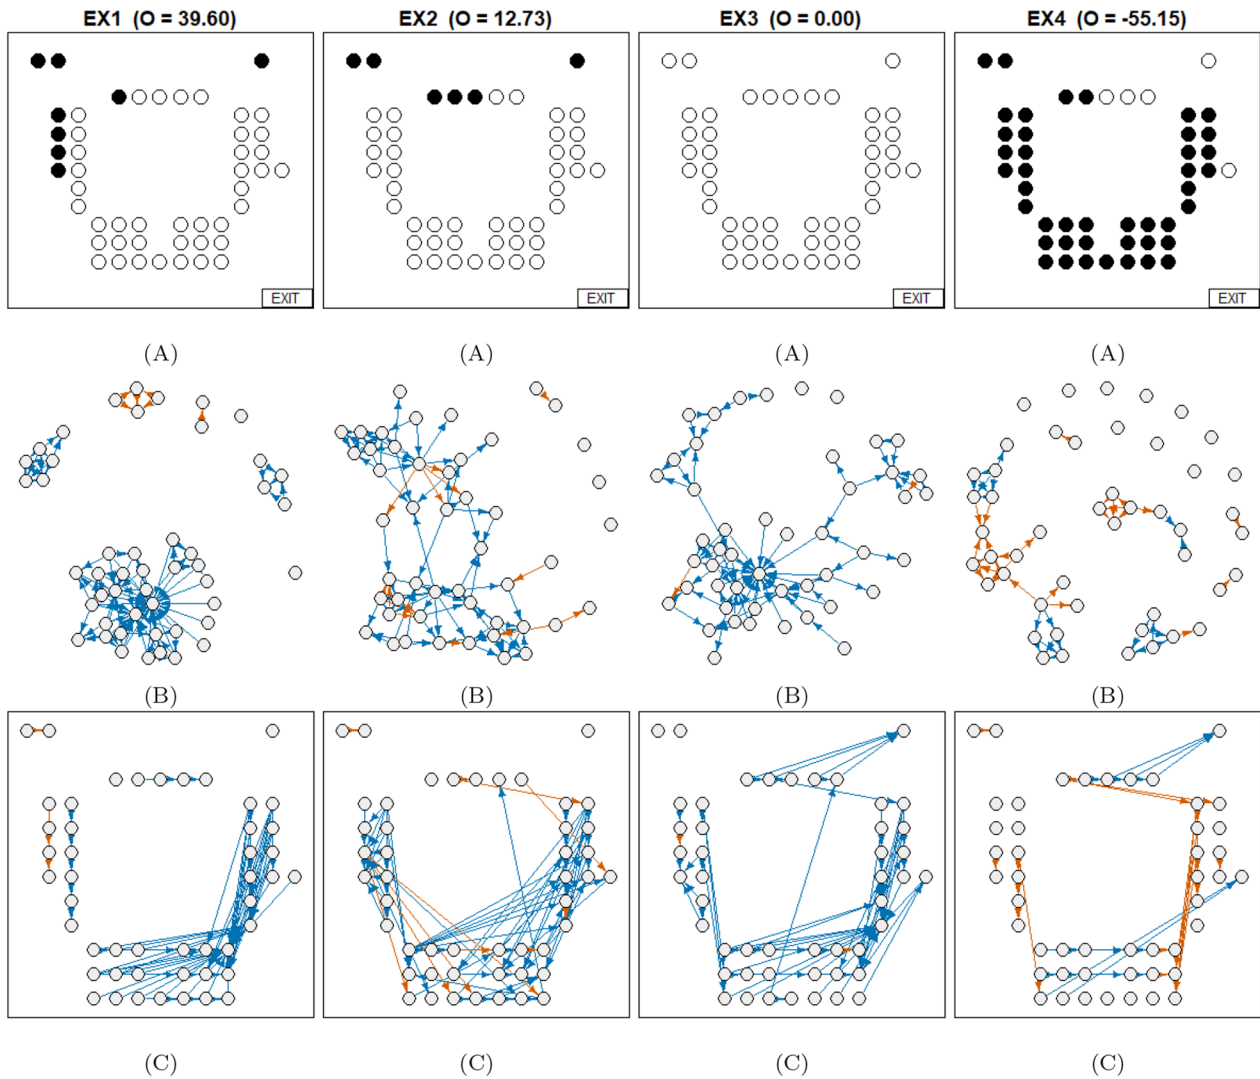 EX1 (O = 39.60) EX2 (O = 12.73) EX3 (O = 0.00) EX4 (O = -55.15)
EXIT EXIT EXIT EXIT
(A) (A) (A) (A)
(B) (B) (B) (B)
(C) (C) (C) (C)